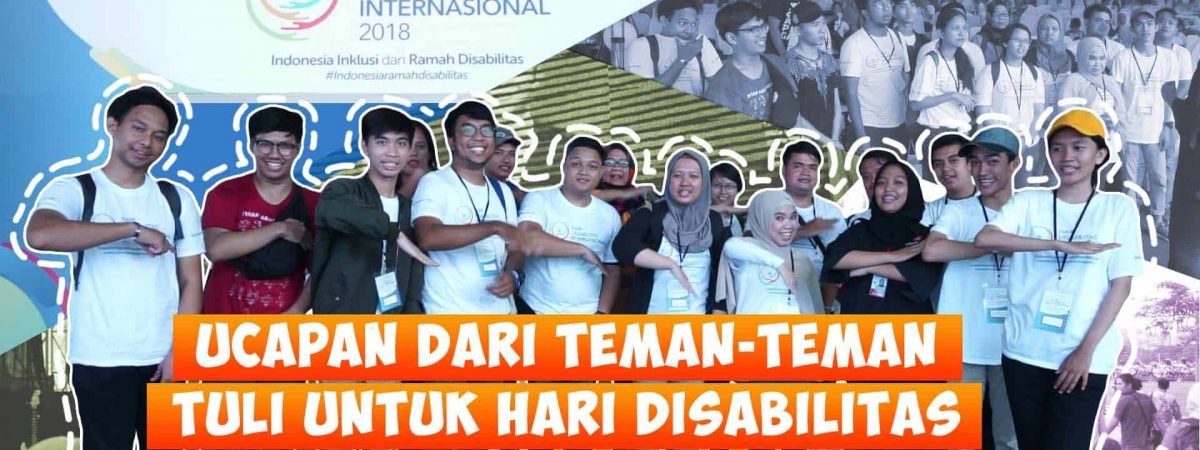 INTERNASIONAL
2018
Indonesia Inklusi dan Ramah Disabilitas
#Indonesiaramahdisabilitas
UCAPAN DARI TEMAN-TEMAN
TULI UNTUK HARI DISABILITAS